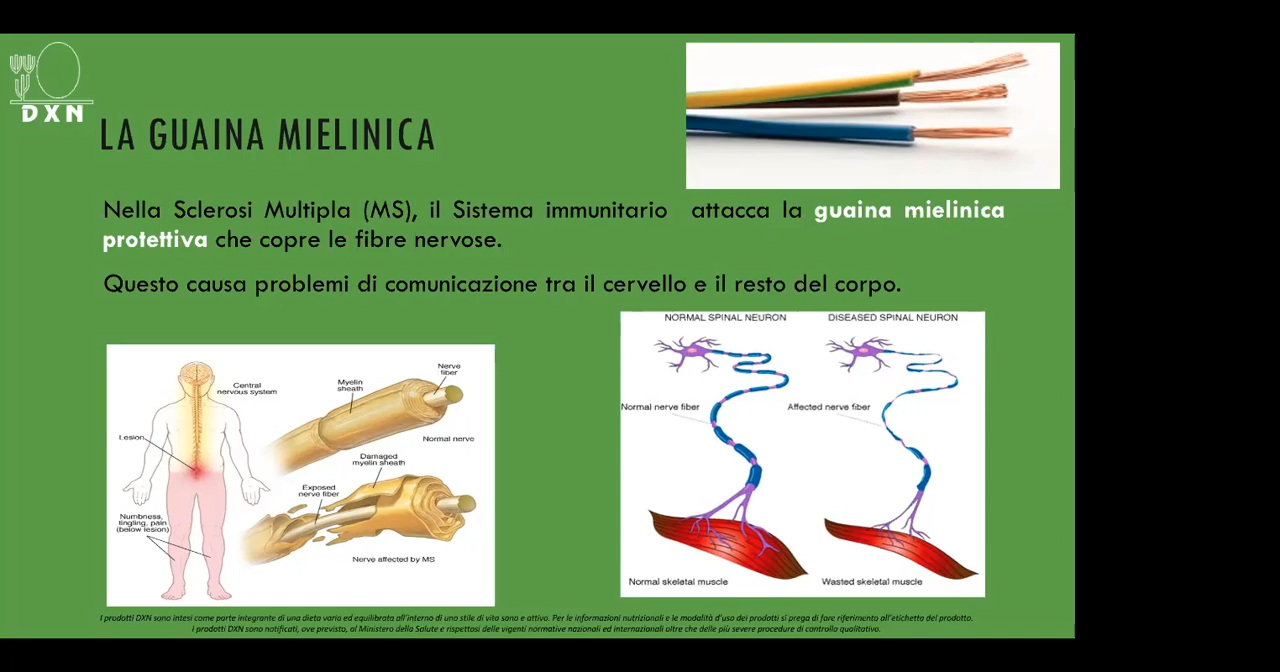 DXN
LA GUAINA MIELINICA
Nella Sclerosi Multipla (MS), il Sistema immunitario attacca la guaina mielinica
protettiva che copre le fibre nervose.
Questo causa problemi di comunicazione tra il cervello e il resto del corpo.
Central
nervous system
Lesion
Numbness,
tingling, pain
(below lesion)
Myelin
sheath
Nerve
fiber
Normal nerve
Damaged
myelin sheath
Exposed
nerve fiber
Nerve affected by MS
NORMAL SPINAL NEURON
DISEASED SPINAL NEURON
Normal nerve fiber
Affected nerve fiber
Normal skeletal muscle
Wasted skeletal muscle
I prodotti DXN sono intesi come parte integrante di una dieta varia ed equilibrata all'interno di uno stile di vita sano e attivo. Per le informazioni nutrizionali e le modalità d'uso dei prodotti si prega di fare riferimento all'etichetta del prodotto.
I prodotti DXN sono notificati, ove previsto, al Ministero della Salute e rispettosi delle vigenti normative nazionali ed internazionali oltre che delle più severe procedure di controllo qualitativo.